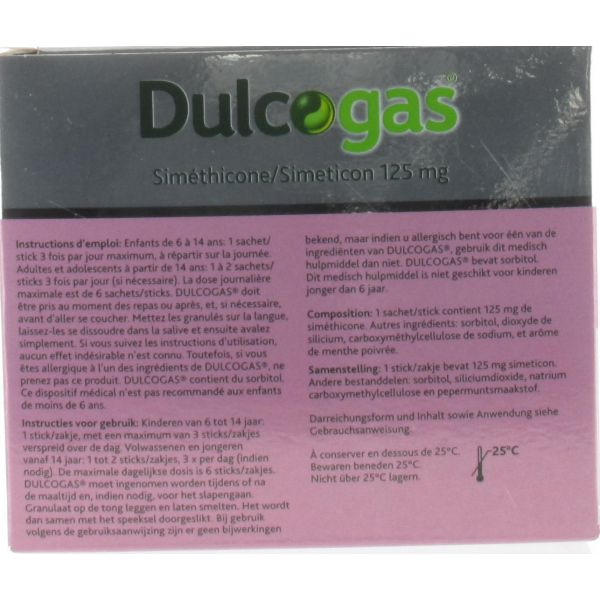 Dulcogas®
Siméthicone/Simeticon 125 mg
Instructions d'emploi: Enfants de 6 à 14 ans: 1 sachet/
stick 3 fois par jour maximum, à répartir sur la journée.
Adultes et adolescents à partir de 14 ans: 1 à 2 sachets/
sticks 3 fois par jour (si nécessaire). La dose journalière
maximale est de 6 sachets/sticks. DULCOGAS® doit
être pris au moment des repas ou après, et, si nécessaire,
avant d'aller se coucher. Mettez les granulés sur la langue,
laissez-les se dissoudre dans la salive et ensuite avalez
simplement. Si vous suivez les instructions d'utilisation,
aucun effet indésirable n'est connu. Toutefois, si vous
êtes allergique à l'un des ingrédients de DULCOGAS®, ne
prenez pas ce produit. DULCOGAS® contient du sorbitol.
Ce dispositif médical n'est pas recommandé aux enfants
de moins de 6 ans.
Instructies voor gebruik: Kinderen van 6 tot 14 jaar:
1 stick/zakje, met een maximum van 3 sticks/zakjes
verspreid over de dag. Volwassenen en jongeren
vanaf 14 jaar: 1 tot 2 sticks/zakjes, 3 x per dag (indien
nodig). De maximale dagelijkse dosis is 6 sticks/zakjes.
DULCOGAS® moet ingenomen worden tijdens of na
de maaltijd en, indien nodig, voor het slapengaan.
Granulaat op de tong leggen en laten smelten. Het wordt
dan samen met het speeksel doorgeslikt. Bij gebruik
volgens de gebruiksaanwijzing zijn er geen bijwerkingen
bekend, maar indien u allergisch bent voor één van de
ingrediënten van DULCOGAS®, gebruik dit medisch
hulpmiddel dan niet. DULCOGAS® bevat sorbitol.
Dit medisch hulpmiddel is niet geschikt voor kinderen
jonger dan 6 jaar.
Composition: 1 sachet/stick contient 125 mg de
siméthicone. Autres ingrédients: sorbitol, dioxyde de
silicium, carboxyméthylcellulose de sodium, et arôme
de menthe poivrée.
Samenstelling: 1 stick/zakje bevat 125 mg simeticon.
Andere bestanddelen: sorbitol, siliciumdioxide, natrium
carboxymethylcellulose en pepermuntsmaakstof.
Darreichungsform und Inhalt sowie Anwendung siehe
Gebrauchsanweisung.
À conserver en dessous de 25°C.
Bewaren beneden 25°C.
Nicht über 25°C lagern.
25°C